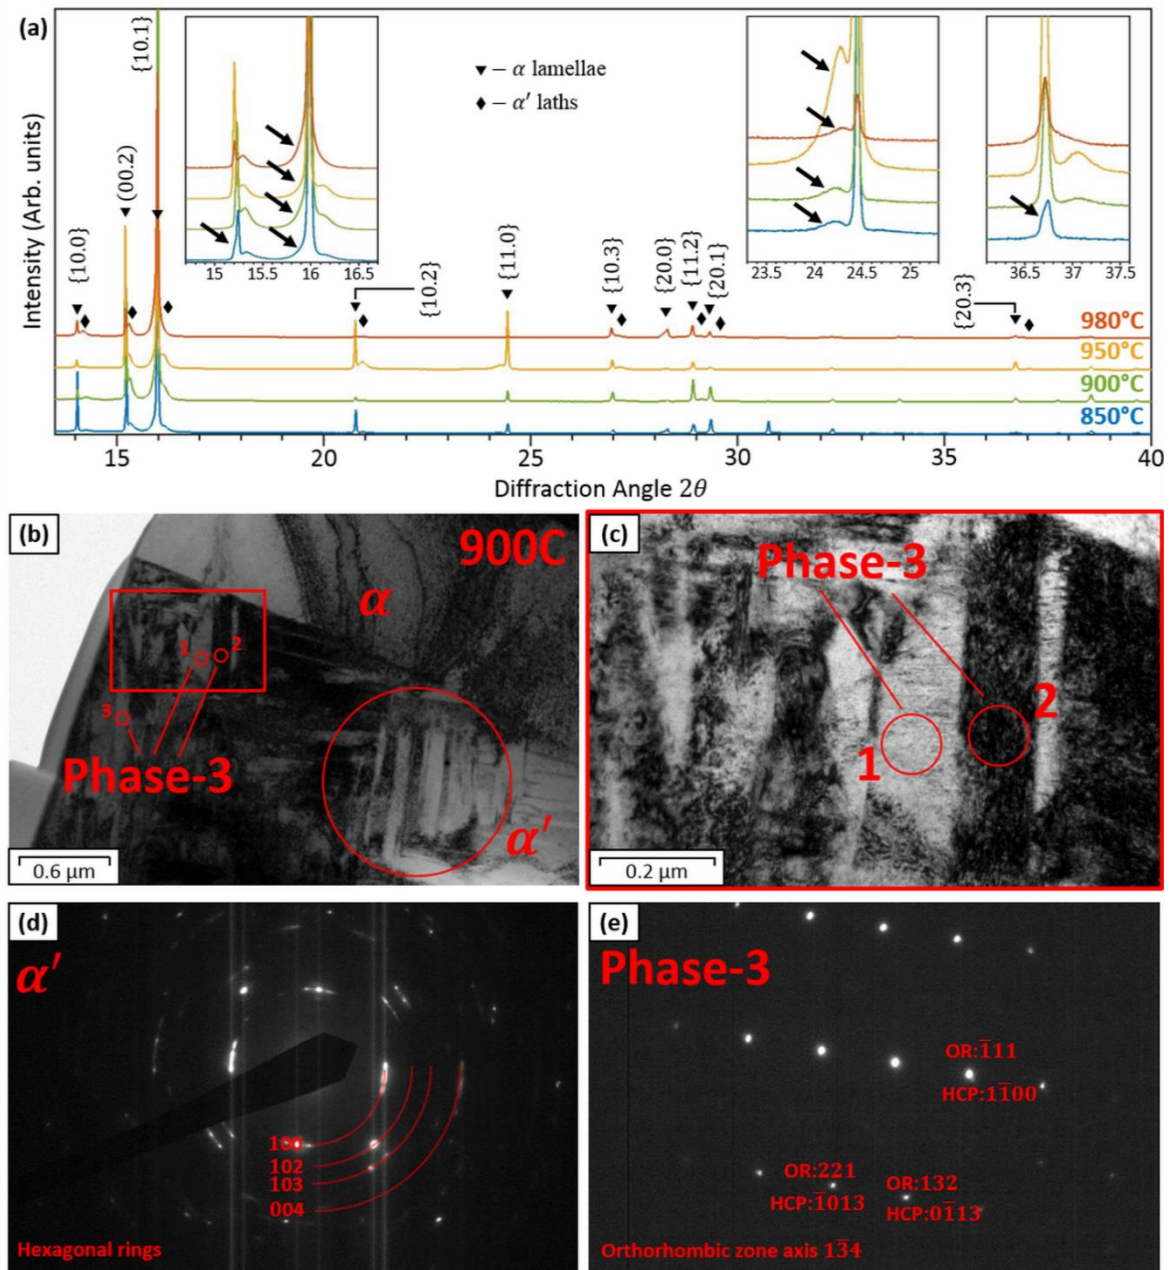 (a)
Intensity (Arb. units)
{10.0}
(00.2)
{10.1}
▼ – α lamellae
♦ – α′ laths
15 15.5 16 16.5
{10.2}
{11.0}
{10.3}
{20.0}
{11.2}
{20.1}
{20.3}
23.5 24 24.5 25
36.6 37.1 37.6
980°C
950°C
900°C
850°C
15 20 25 30 35 40
Diffraction Angle 2θ
(b)
900C
α
1
2
3
Phase-3
α′
0.6 μm
(c)
Phase-3
1
2
0.2 μm
(d)
α′
100
102
103
004
Hexagonal rings
(e)
Phase-3
OR:1̅11
HCP:11̅00
OR:221
HCP:1̅013
OR:132
HCP:01̅13
Orthorhombic zone axis 13̅4